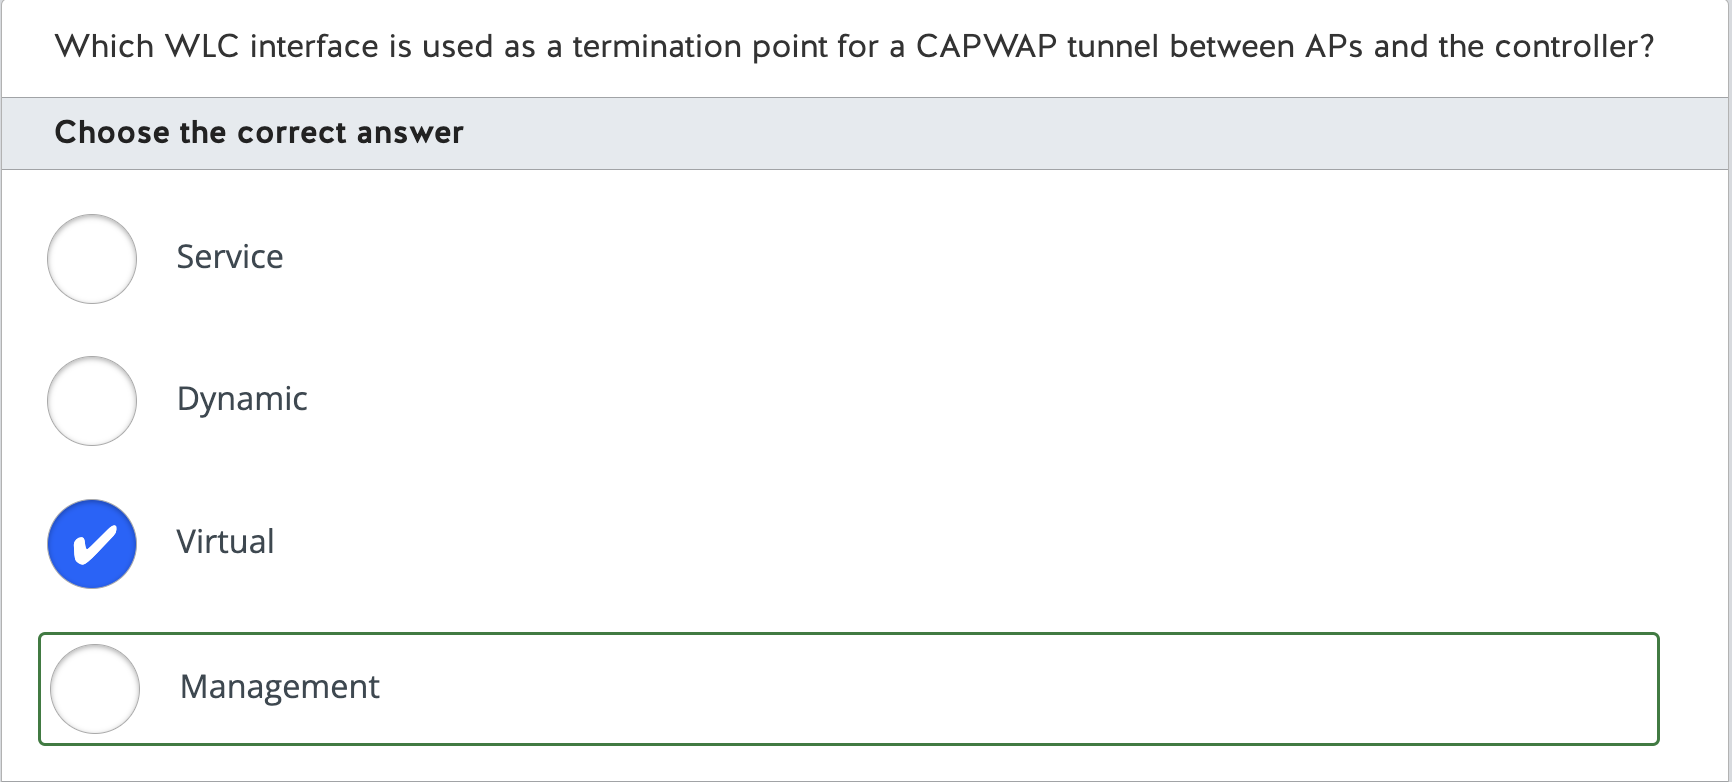 Which WLC interface is used as a termination point for a CAPWAP tunnel between APs and the controller?
Choose the correct answer
Service
Dynamic
Virtual
Management